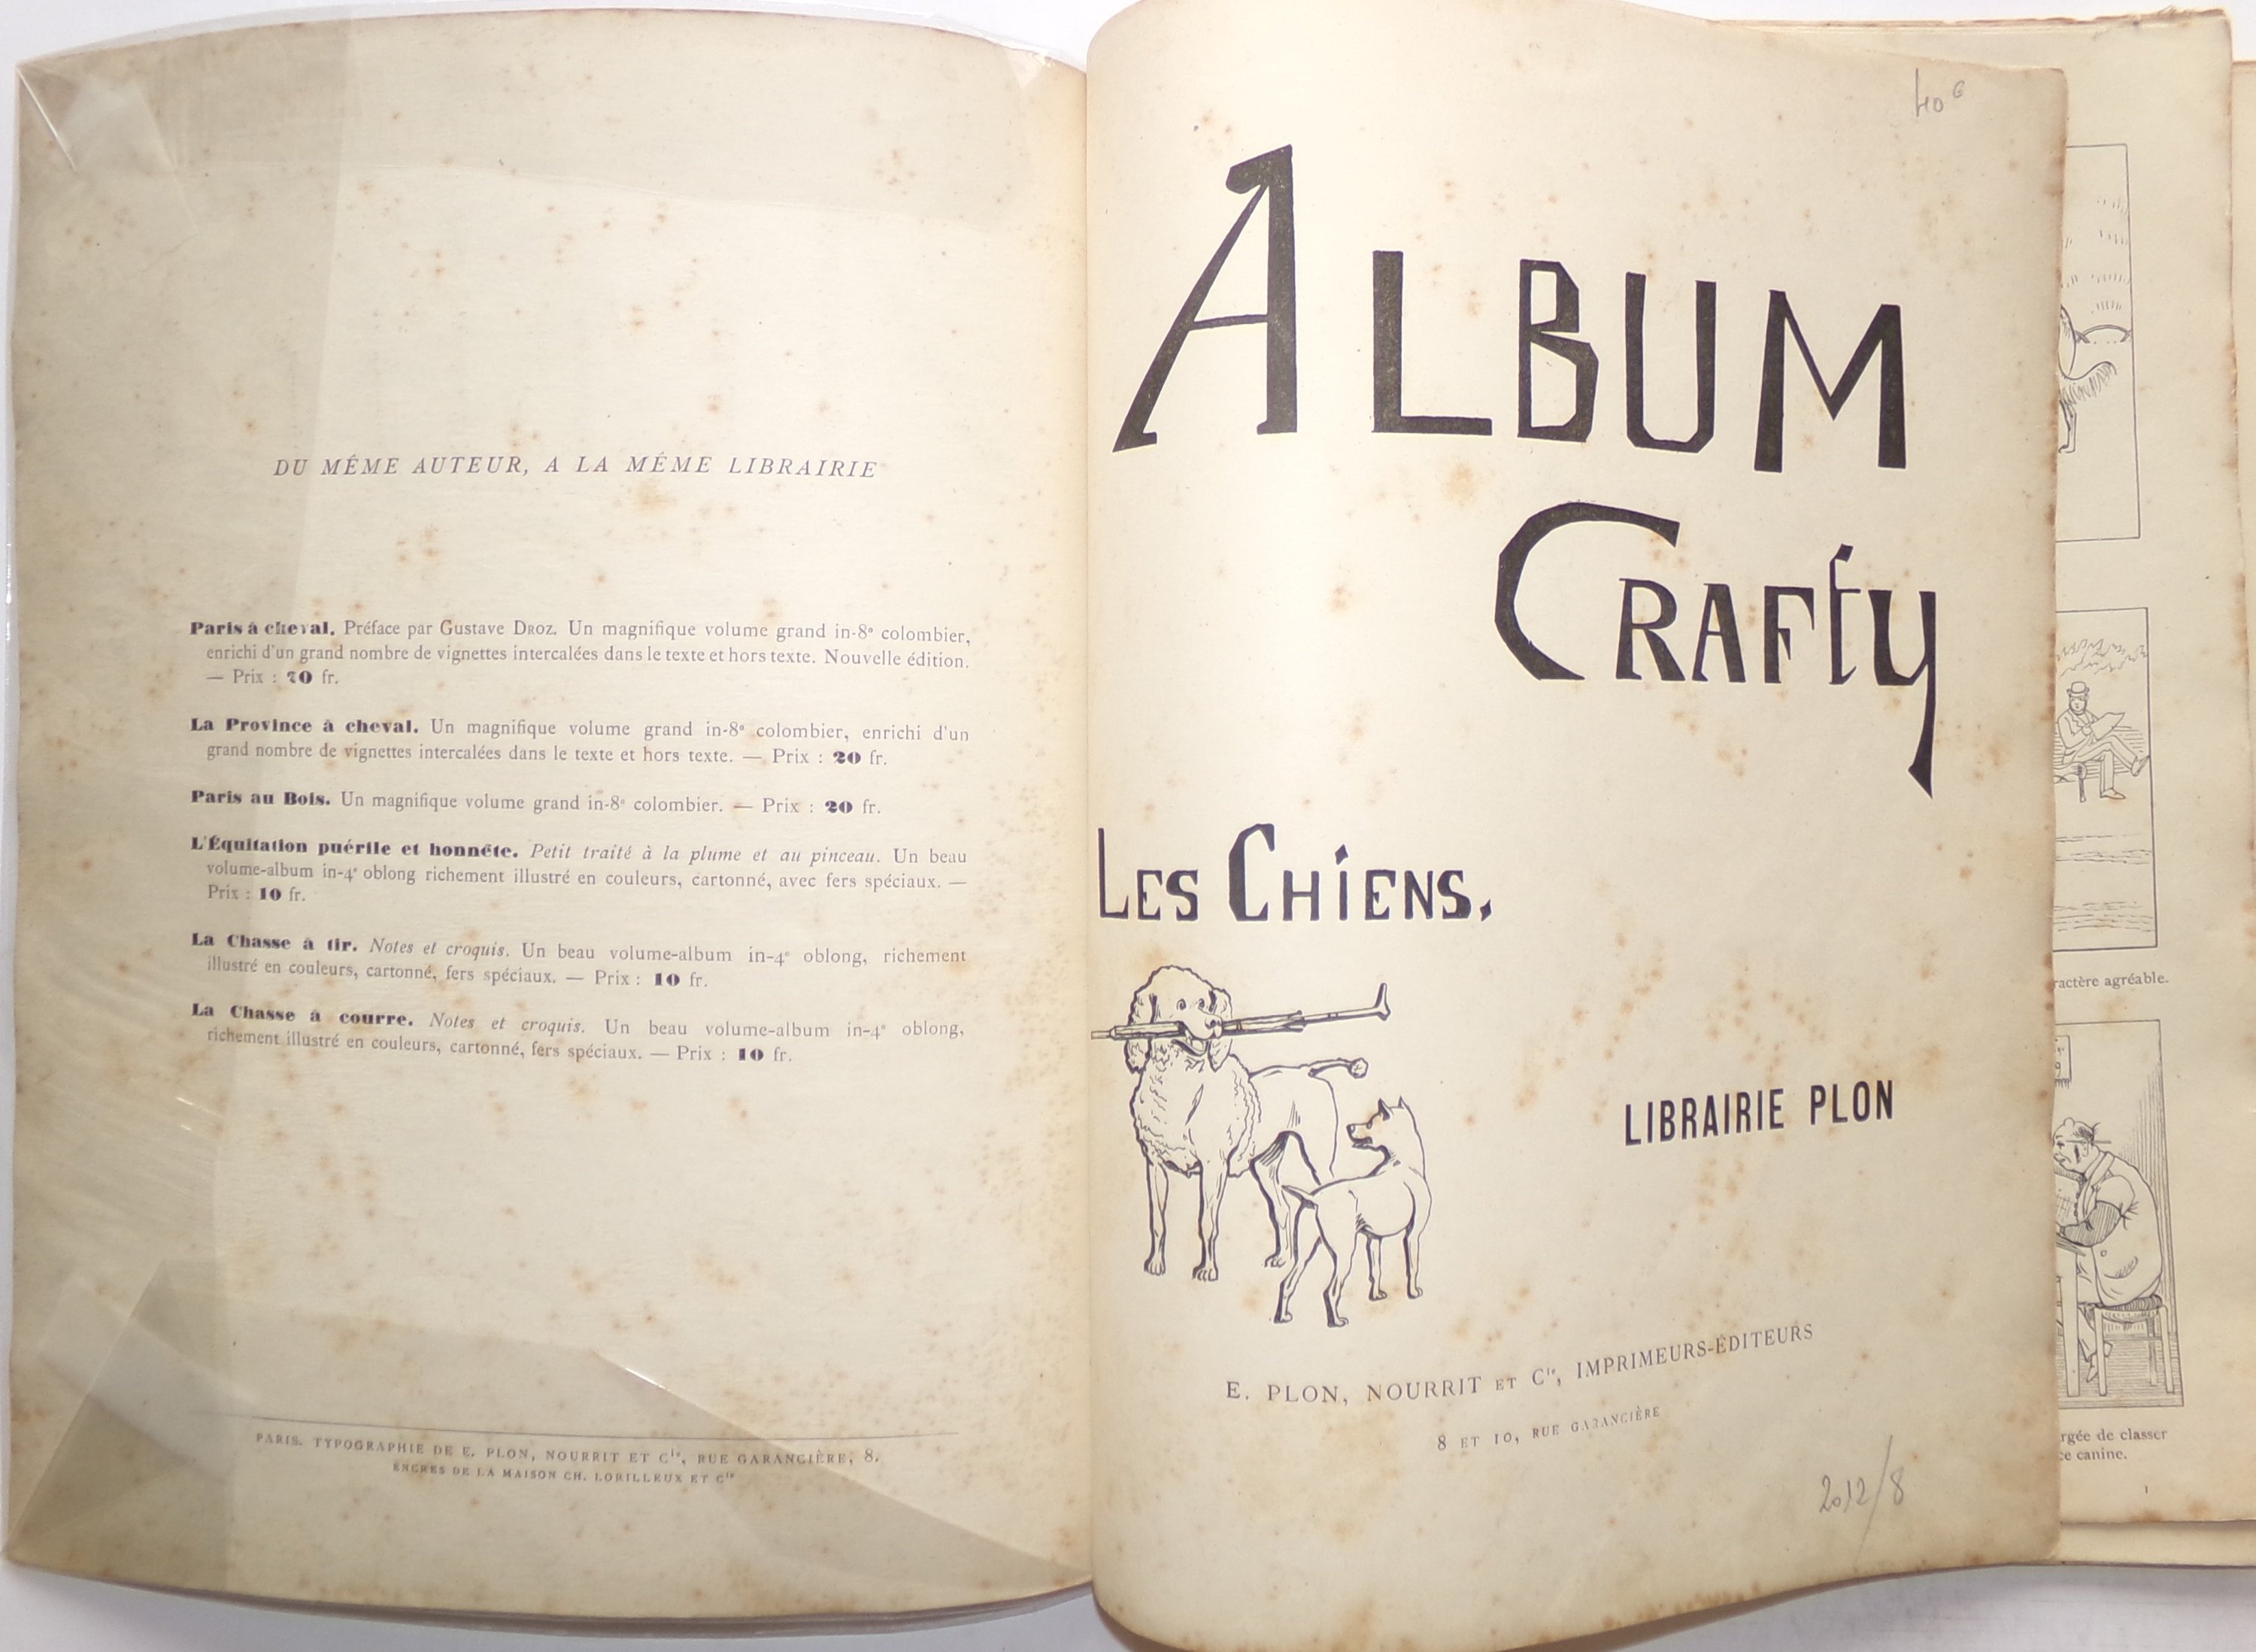 DU MÊME AUTEUR, A LA MÊME LIBRAIRIE
Paris à cheval. Préface par Gustave DROZ. Un magnifique volume grand in-8º colombier,
enrichi d'un grand nombre de vignettes intercalées dans le texte et hors texte. Nouvelle édition.
— Prix : 20 fr.
La Province à cheval. Un magnifique volume grand in-8º colombier, enrichi d'un
grand nombre de vignettes intercalées dans le texte et hors texte. — Prix : 20 fr.
Paris au Bois. Un magnifique volume grand in-8º colombier. — Prix : 20 fr.
L'Équitation puérile et honnête. Petit traité à la plume et au pinceau. Un beau
volume-album in-4º oblong richement illustré en couleurs, cartonné, avec fers spéciaux. —
Prix : 10 fr.
La Chasse à tir. Notes et croquis. Un beau volume-album in-4º oblong, richement
illustré en couleurs, cartonné, fers spéciaux. — Prix : 10 fr.
La Chasse à courre. Notes et croquis. Un beau volume-album in-4º oblong,
richement illustré en couleurs, cartonné, fers spéciaux. — Prix : 10 fr.
PARIS. TYPOGRAPHIE DE E. PLON, NOURRIT ET Cie, RUE GARANCIÈRE, 8.
ENCRES DE LA MAISON CH. LORILLEUX ET Cie
40 €
ALBUM
CRAFTY
LES CHIENS.
LIBRAIRIE PLON
E. PLON, NOURRIT ET Cie, IMPRIMEURS-ÉDITEURS
8 ET 10, RUE GARANCIÈRE
2012/8
ractère agréable.
rgée de classer
ce canine.
1